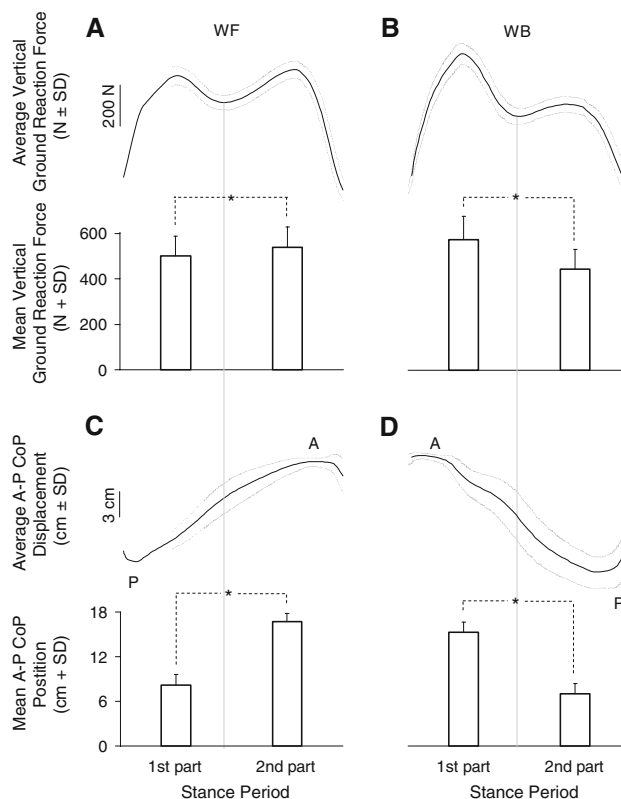 A
WF
B
WB
Average Vertical
Ground Reaction Force
(N ± SD)
200 N
*
*
Mean Vertical
Ground Reaction Force
(N + SD)
600
400
200
0
C
A
D
A
Average A-P CoP
Displacement
(cm ± SD)
3 cm
P
P
*
*
Mean A-P CoP
Postition
(cm + SD)
18
12
6
0
1st part
2nd part
1st part
2nd part
Stance Period
Stance Period